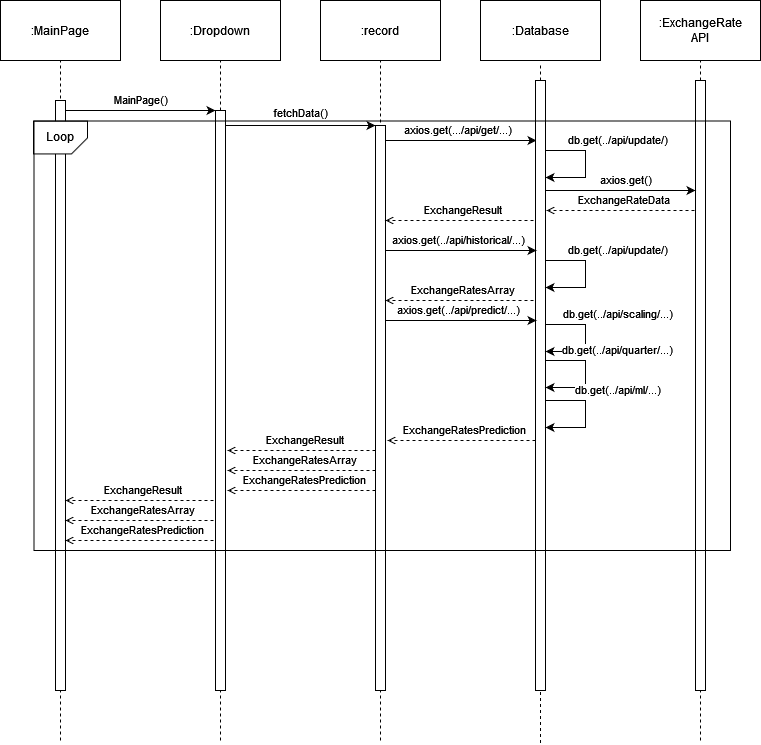 :MainPage
:Dropdown
:record
:Database
:ExchangeRate
API
MainPage()
fetchData()
Loop
axios.get(.../api/get/...)
db.get(../api/update/)
axios.get()
ExchangeRateData
ExchangeResult
axios.get(../api/historical/...)
db.get(../api/update/)
ExchangeRatesArray
axios.get(../api/predict/...)
db.get(../api/scaling/...)
db.get(../api/quarter/...)
db.get(../api/ml/...)
ExchangeRatesPrediction
ExchangeResult
ExchangeRatesArray
ExchangeRatesPrediction
ExchangeResult
ExchangeRatesArray
ExchangeRatesPrediction